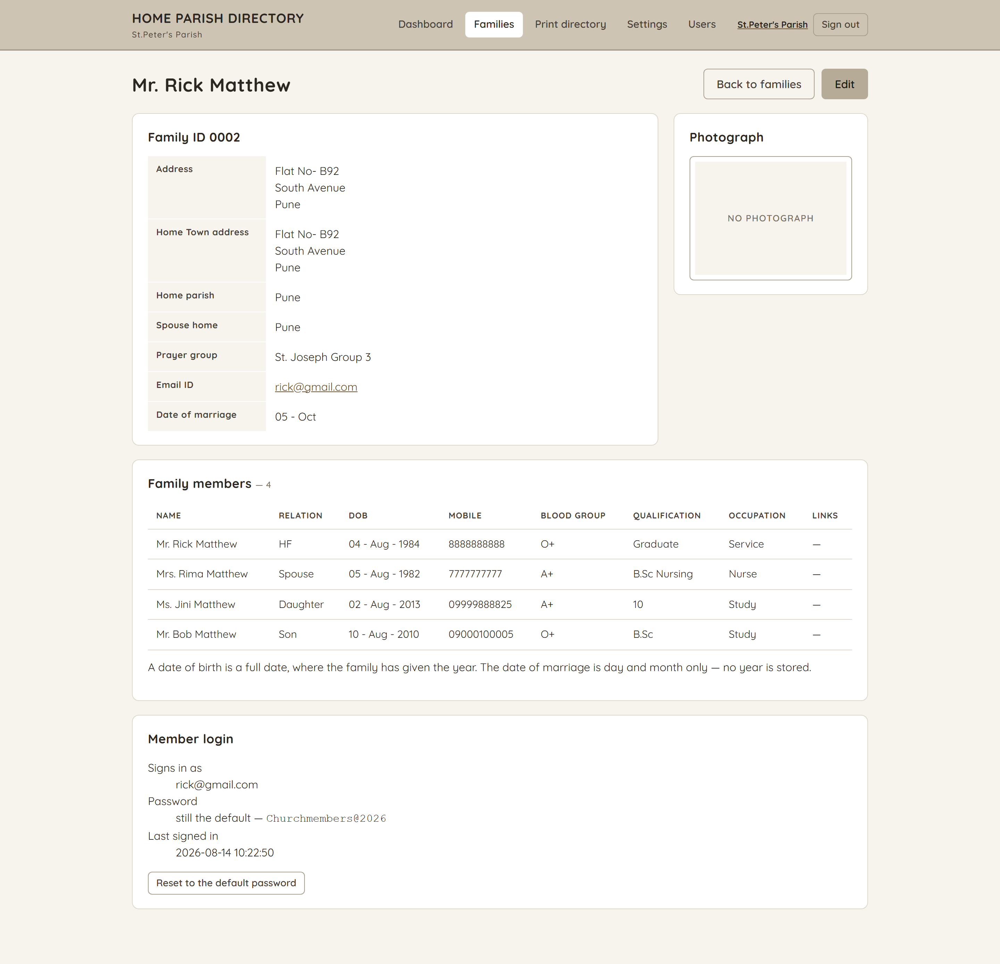 HOME PARISH DIRECTORY
St.Peter's Parish
Dashboard Families Print directory Settings Users St.Peter's Parish Sign out
Mr. Rick Matthew
Back to families Edit
Family ID 0002
Address
Flat No- B92
South Avenue
Pune
Home Town address
Flat No- B92
South Avenue
Pune
Home parish Pune
Spouse home Pune
Prayer group St. Joseph Group 3
Email ID rick@gmail.com
Date of marriage 05 - Oct
Photograph
NO PHOTOGRAPH
Family members — 4
NAME RELATION DOB MOBILE BLOOD GROUP QUALIFICATION OCCUPATION LINKS
Mr. Rick Matthew HF 04 - Aug - 1984 8888888888 O+ Graduate Service —
Mrs. Rima Matthew Spouse 05 - Aug - 1982 7777777777 A+ B.Sc Nursing Nurse —
Ms. Jini Matthew Daughter 02 - Aug - 2013 09999888825 A+ 10 Study —
Mr. Bob Matthew Son 10 - Aug - 2010 09000100005 O+ B.Sc Study —
A date of birth is a full date, where the family has given the year. The date of marriage is day and month only — no year is stored.
Member login
Signs in as
rick@gmail.com
Password
still the default — Churchmembers@2026
Last signed in
2026-08-14 10:22:50
Reset to the default password